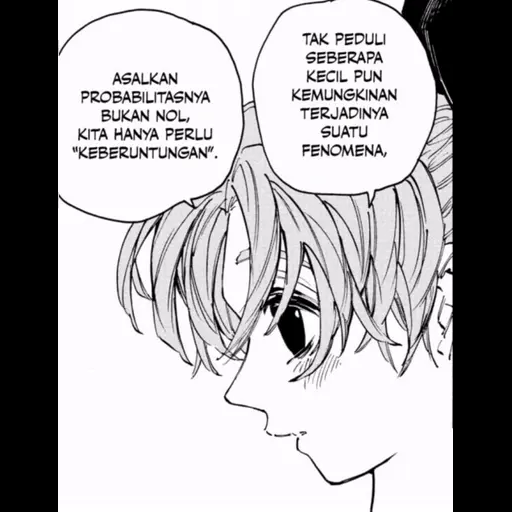 TAK PEDULI
SEBERAPA
KECIL PUN
KEMUNGKINAN
TERJADINYA
SUATU
FENOMENA,
ASALKAN
PROBABILITASNYA
BUKAN NOL,
KITA HANYA PERLU
"KEBERUNTUNGAN".